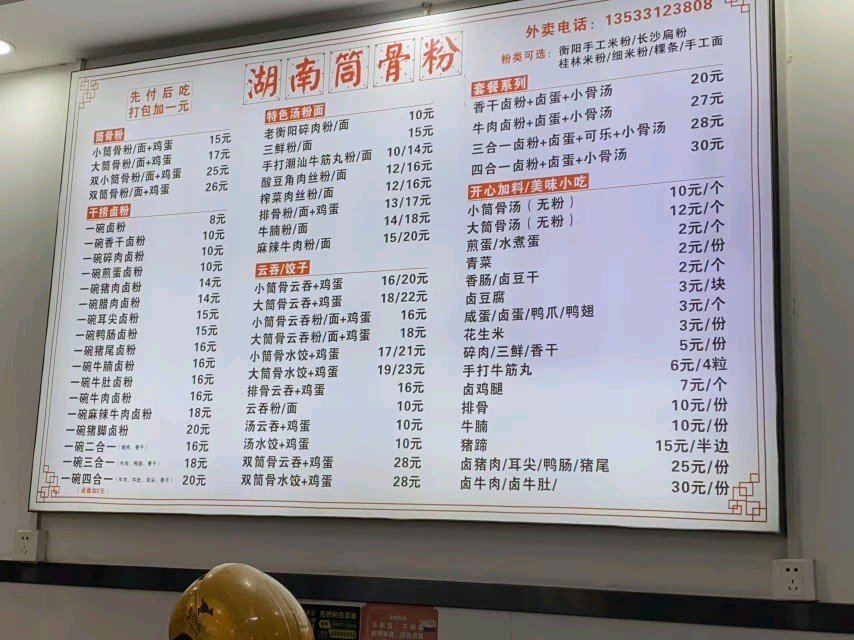 外卖电话：13533123808
湖南筒骨粉
粉类可选：衡阳手工米粉/长沙扁粉
桂林米粉/细米粉/粿条/手工面
先付后吃
打包加一元
筒骨粉
小筒骨粉/面+鸡蛋 15元
大筒骨粉/面+鸡蛋 17元
双小筒骨粉/面+鸡蛋 25元
双筒骨粉/面+鸡蛋 26元
干捞卤粉
一碗卤粉 8元
一碗香干卤粉 10元
一碗碎肉卤粉 10元
一碗煎蛋卤粉 10元
一碗猪肉卤粉 14元
一碗腊肉卤粉 14元
一碗耳尖卤粉 15元
一碗鸭肠卤粉 15元
一碗猪尾卤粉 16元
一碗牛腩卤粉 16元
一碗牛肚卤粉 16元
一碗牛肉卤粉 16元
一碗麻辣牛肉卤粉 18元
一碗猪脚卤粉 20元
一碗二合一（猪肉、香干） 16元
一碗三合一（牛肉、鸭肠、香干） 18元
一碗四合一（牛肉、牛肚、耳尖、香干） 20元
（卤蛋加2元）
特色汤粉面
老衡阳碎肉粉/面 10元
三鲜粉/面 15元
手打潮汕牛筋丸粉/面 10/14元
酸豆角肉丝粉/面 12/16元
榨菜肉丝粉/面 12/16元
排骨粉/面+鸡蛋 13/17元
牛腩粉/面 14/18元
麻辣牛肉粉/面 15/20元
云吞/饺子
小筒骨云吞+鸡蛋 16/20元
大筒骨云吞+鸡蛋 18/22元
小筒骨云吞粉/面+鸡蛋 16元
大筒骨云吞粉/面+鸡蛋 18元
小筒骨水饺+鸡蛋 17/21元
大筒骨水饺+鸡蛋 19/23元
排骨云吞+鸡蛋 16元
云吞粉/面 10元
汤云吞+鸡蛋 10元
汤水饺+鸡蛋 10元
双筒骨云吞+鸡蛋 28元
双筒骨水饺+鸡蛋 28元
套餐系列
香干卤粉+卤蛋+小骨汤 20元
牛肉卤粉+卤蛋+小骨汤 27元
三合一卤粉+卤蛋+可乐+小骨汤 28元
四合一卤粉+卤蛋+小骨汤 30元
开心加料/美味小吃
小筒骨汤（无粉） 10元/个
大筒骨汤（无粉） 12元/个
煎蛋/水煮蛋 2元/个
青菜 2元/份
香肠/卤豆干 2元/个
卤豆腐 3元/块
咸蛋/卤蛋/鸭爪/鸭翅 3元/个
花生米 3元/份
碎肉/三鲜/香干 5元/份
手打牛筋丸 6元/4粒
卤鸡腿 7元/个
排骨 10元/份
牛腩 10元/份
猪蹄 15元/半边
卤猪肉/耳尖/鸭肠/猪尾 25元/份
卤牛肉/卤牛肚/ 30元/份